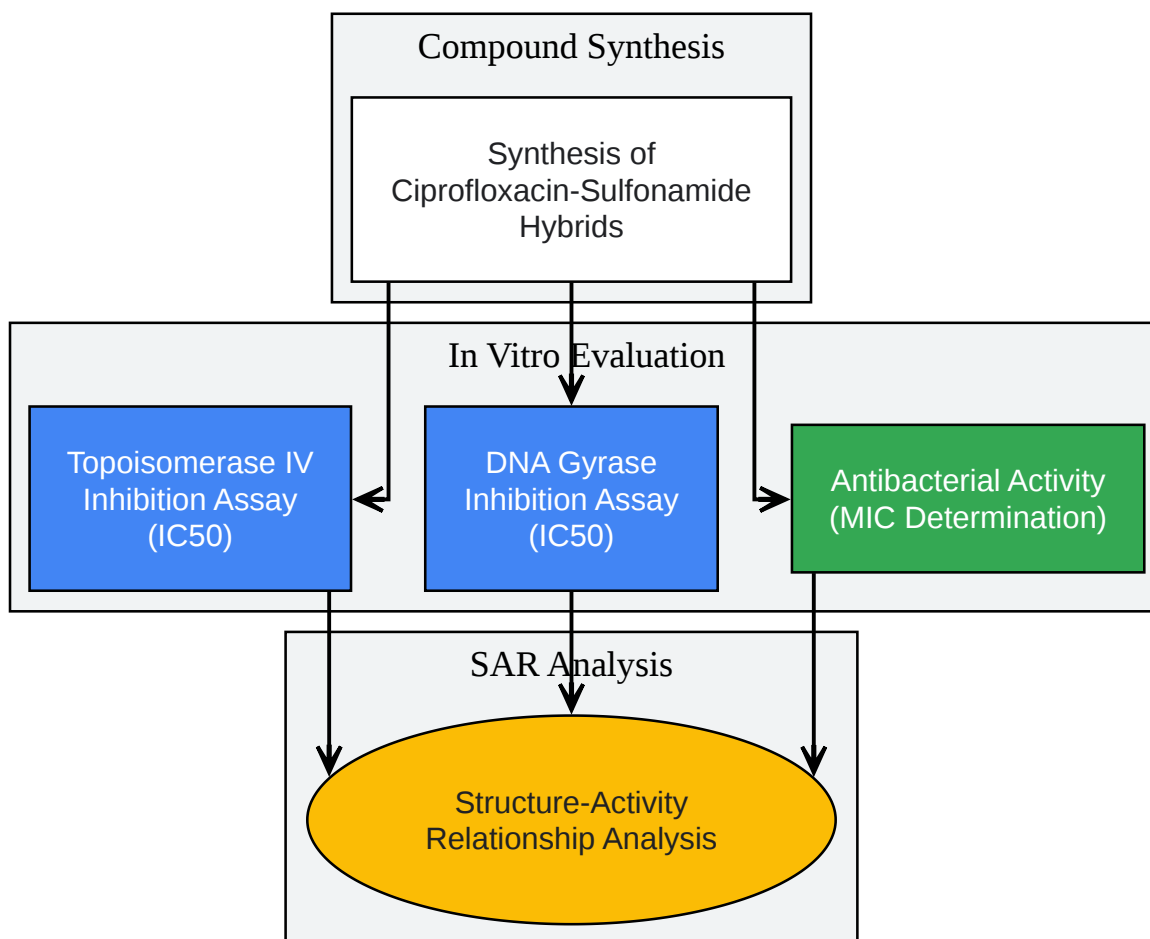 Compound Synthesis
Synthesis of
Ciprofloxacin-Sulfonamide
Hybrids
In Vitro Evaluation
Topoisomerase IV
Inhibition Assay
(IC50)
DNA Gyrase
Inhibition Assay
(IC50)
Antibacterial Activity
(MIC Determination)
SAR Analysis
Structure-Activity
Relationship Analysis